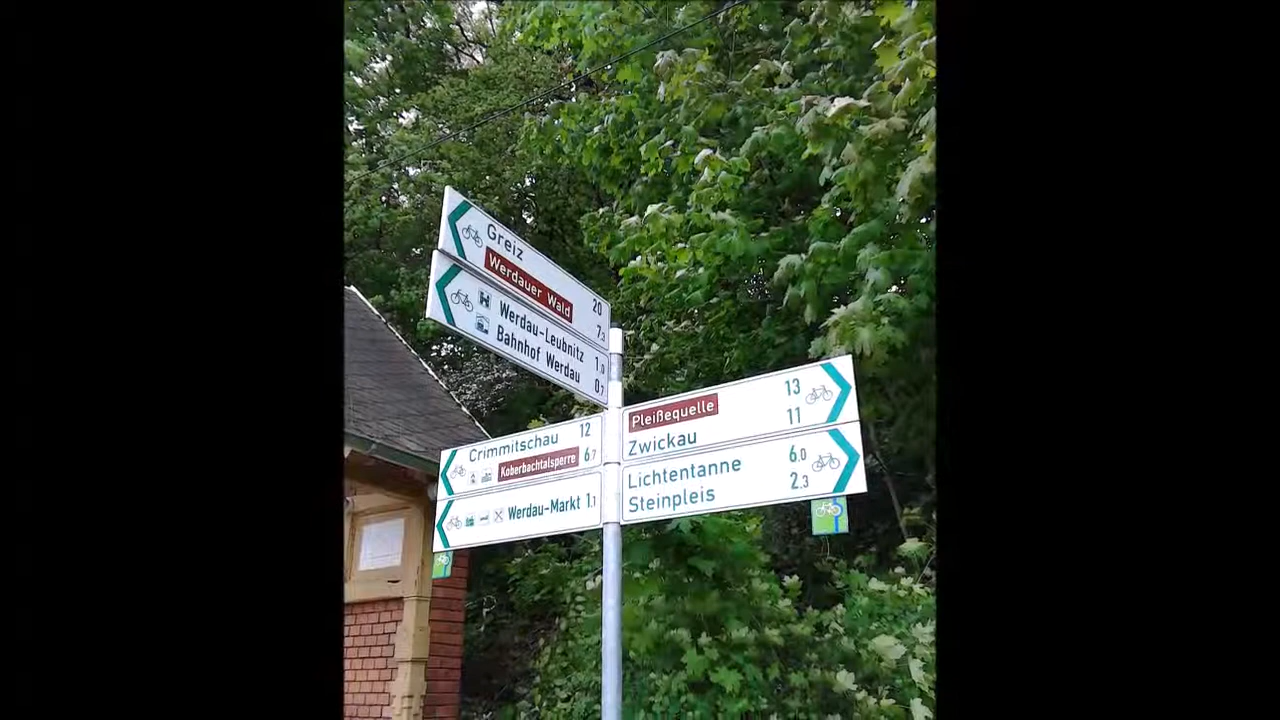 Greiz 20
Werdauer Wald 7,3
Werdau-Leubnitz 1,0
Bahnhof Werdau 0,7
Crimmitschau 12
Koberbachtalsperre 6,7
Werdau-Markt 1,1
Pleißequelle 13
Zwickau 11
Lichtentanne 6,0
Steinpleis 2,3